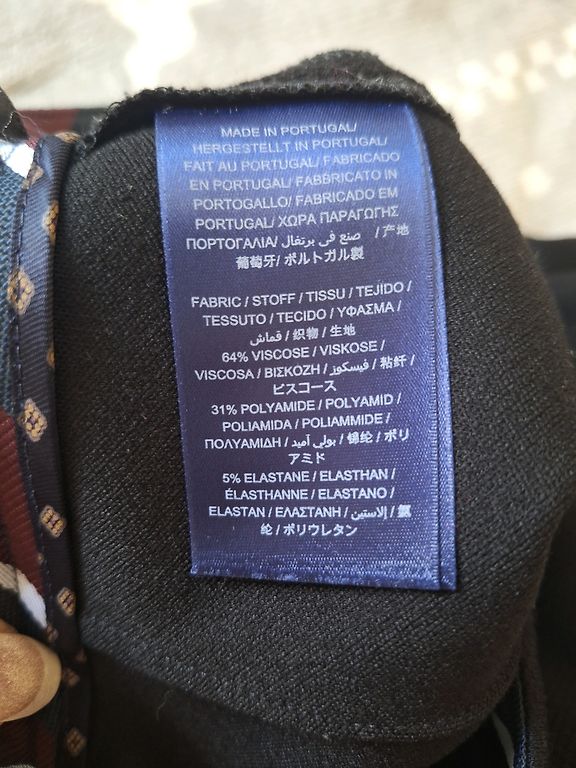 MADE IN PORTUGAL/
HERGESTELLT IN PORTUGAL/
FAIT AU PORTUGAL/ FABRICADO
EN PORTUGAL/ FABBRICATO IN
PORTOGALLO/ FABRICADO EM
PORTUGAL/ ΧΩΡΑ ΠΑΡΑΓΩΓΗΣ
ΠΟΡΤΟΓΑΛΙΑ/ صنع في برتغال / 产地
葡萄牙/ ポルトガル製
FABRIC / STOFF / TISSU / TEJIDO /
TESSUTO / TECIDO / ΥΦΑΣΜΑ /
قماش / 织物 / 生地
64% VISCOSE / VISKOSE /
VISCOSA / ΒΙΣΚΟΖΗ / فيسكوز / 粘纤 /
ビスコース
31% POLYAMIDE / POLYAMID /
POLIAMIDA / POLIAMMIDE /
ΠΟΛΥΑΜΙΔΗ / بولي أميد / 锦纶 / ポリ
アミド
5% ELASTANE / ELASTHAN /
ÉLASTHANNE / ELASTANO /
ELASTAN / ΕΛΑΣΤΑΝΗ / إلاستين / 氨
纶 / ポリウレタン